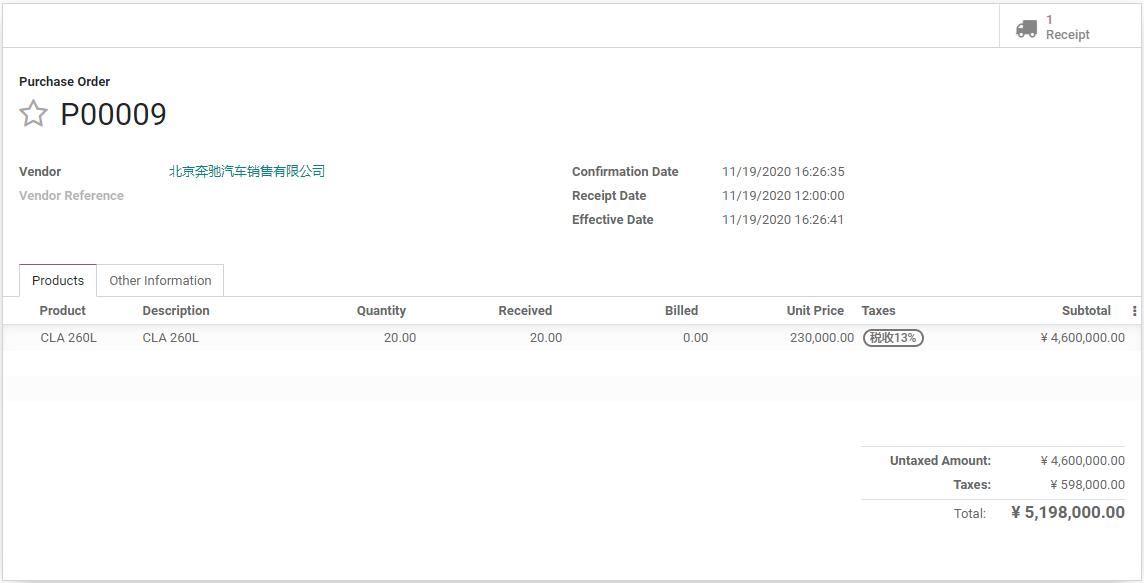 1
Receipt
Purchase Order
P00009
Vendor 北京奔驰汽车销售有限公司 Confirmation Date 11/19/2020 16:26:35
Vendor Reference Receipt Date 11/19/2020 12:00:00
Effective Date 11/19/2020 16:26:41
Products Other Information
Product Description Quantity Received Billed Unit Price Taxes Subtotal
CLA 260L CLA 260L 20.00 20.00 0.00 230,000.00 税收13% ¥ 4,600,000.00
Untaxed Amount: ¥ 4,600,000.00
Taxes: ¥ 598,000.00
Total: ¥ 5,198,000.00